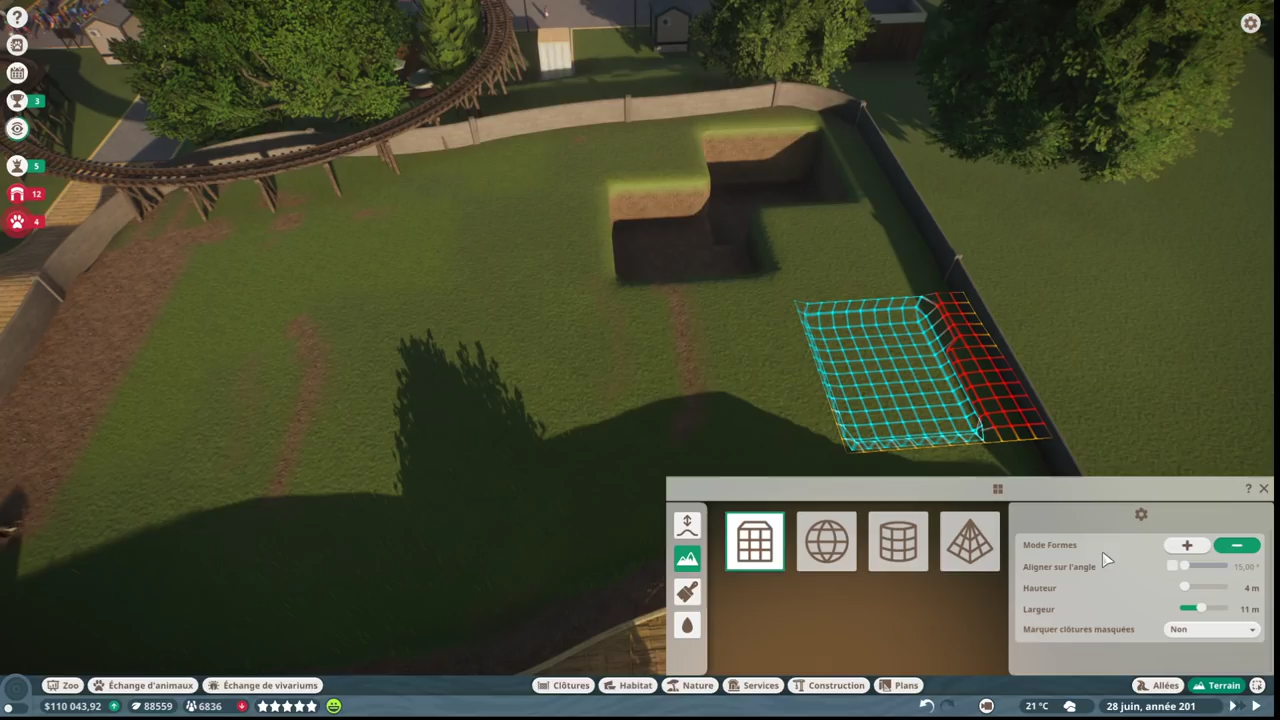 ?
3
5
12
4
? ×
Mode Formes + −
Aligner sur l'angle 15,00 °
Hauteur 4 m
Largeur 11 m
Marquer clôtures masquées Non
Zoo Échange d'animaux Échange de vivariums Clôtures Habitat Nature Services Construction Plans Allées Terrain
$110 043,92 88559 6836 21 °C 28 juin, année 201